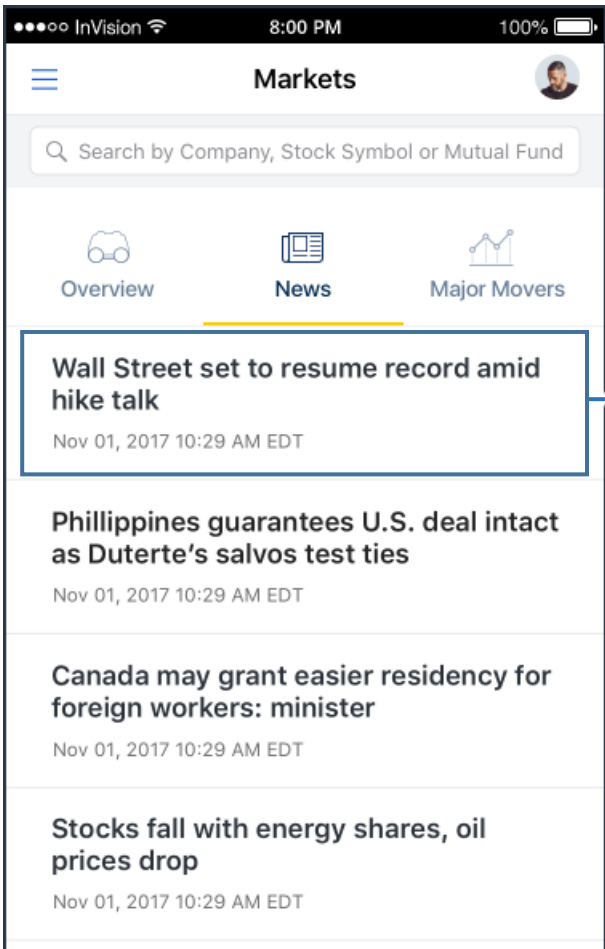 InVision 8:00 PM 100%
Markets
Search by Company, Stock Symbol or Mutual Fund
Overview News Major Movers
Wall Street set to resume record amid
hike talk
Nov 01, 2017 10:29 AM EDT
Phillippines guarantees U.S. deal intact
as Duterte’s salvos test ties
Nov 01, 2017 10:29 AM EDT
Canada may grant easier residency for
foreign workers: minister
Nov 01, 2017 10:29 AM EDT
Stocks fall with energy shares, oil
prices drop
Nov 01, 2017 10:29 AM EDT